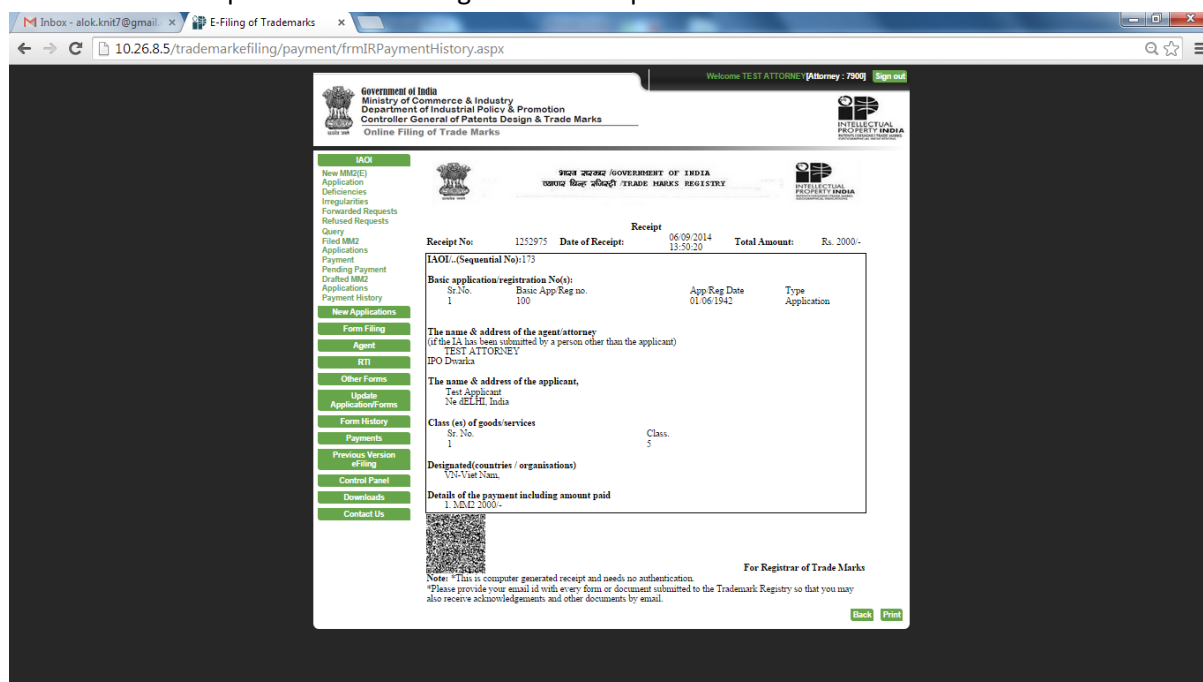 Inbox - alok.knit7@gmail.
E-Filing of Trademarks
10.26.8.5/trademarkefiling/payment/frmIRPaymentHistory.aspx
Welcome TEST ATTORNEY[Attorney : 7900] Sign out
Government of India
Ministry of Commerce & Industry
Department of Industrial Policy & Promotion
Controller General of Patents Design & Trade Marks
Online Filing of Trade Marks
INTELLECTUAL
PROPERTY INDIA
IAOI
New MM2(E)
Application
Deficiencies
Irregularities
Forwarded Requests
Refused Requests
Query
Filed MM2
Applications
Payment
Pending Payment
Drafted MM2
Applications
Payment History
New Applications
Form Filing
Agent
RTI
Other Forms
Update
Application/Forms
Form History
Payments
Previous Version
eFiling
Control Panel
Downloads
Contact Us
भारत सरकार /GOVERNMENT OF INDIA
व्यापार चिन्ह रजिस्ट्री /TRADE MARKS REGISTRY
INTELLECTUAL
PROPERTY INDIA
Receipt
Receipt No: 1252975 Date of Receipt: 06/09/2014 13:50:20 Total Amount: Rs. 2000/-
IAOI/..(Sequential No):173
Basic application/registration No(s):
Sr.No. Basic App/Reg no. App/Reg Date Type
1 100 01/06/1942 Application
The name & address of the agent/attorney
(if the IA has been submitted by a person other than the applicant)
TEST ATTORNEY
IPO Dwarka
The name & address of the applicant,
Test Applicant
Ne dELHI, India
Class (es) of goods/services
Sr. No. Class.
1 5
Designated(countries / organisations)
VN-Viet Nam,
Details of the payment including amount paid
1. MM2 2000/-
For Registrar of Trade Marks
Note: *This is computer generated receipt and needs no authentication.
*Please provide your email id with every form or document submitted to the Trademark Registry so that you may
also receive acknowledgements and other documents by email.
Back Print